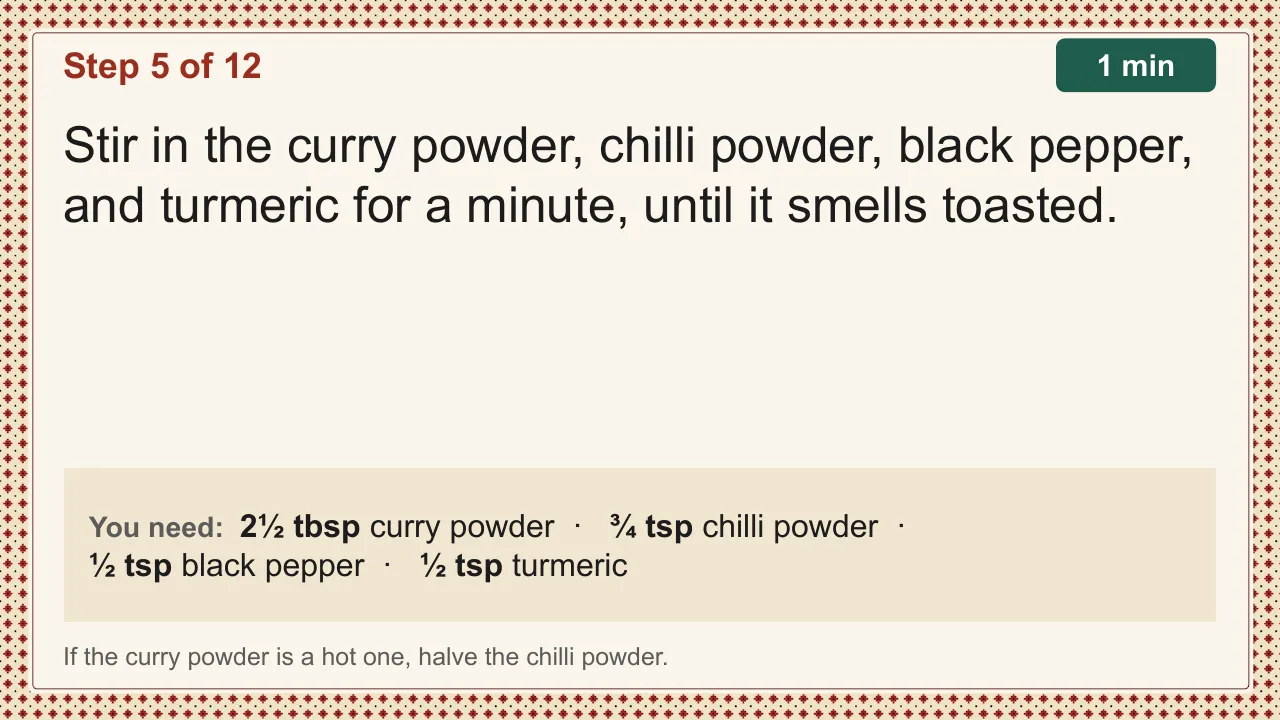 Step 5 of 12
1 min
Stir in the curry powder, chilli powder, black pepper,
and turmeric for a minute, until it smells toasted.
You need: 2½ tbsp curry powder · ¾ tsp chilli powder ·
½ tsp black pepper · ½ tsp turmeric
If the curry powder is a hot one, halve the chilli powder.